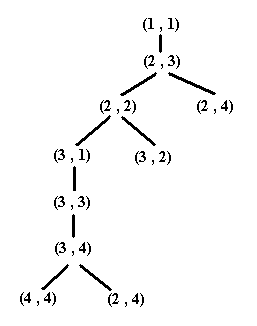 (1 , 1)
(2 , 3)
(2 , 2) (2 , 4)
(3 , 1) (3 , 2)
(3 , 3)
(3 , 4)
(4 , 4) (2 , 4)